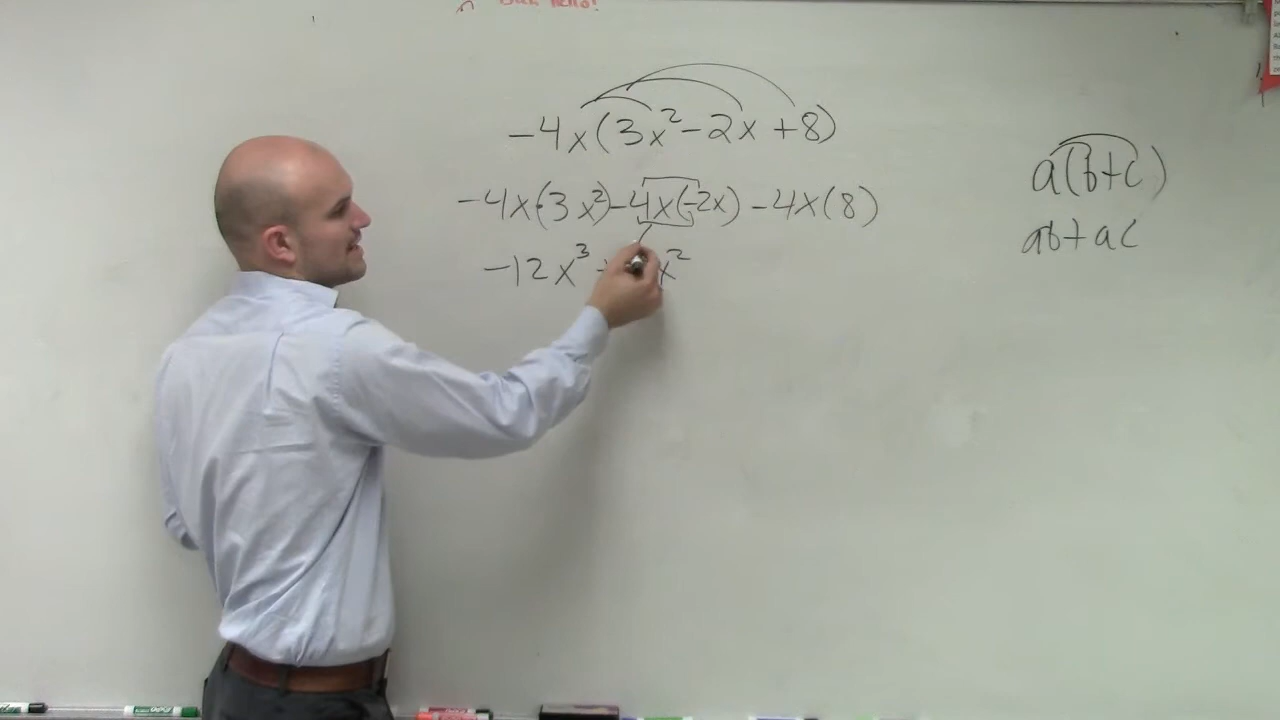 -4x(3x²-2x+8)
-4x(3x²)-4x(-2x)-4x(8)
-12x³ x²
a(b+c)
ab+ac